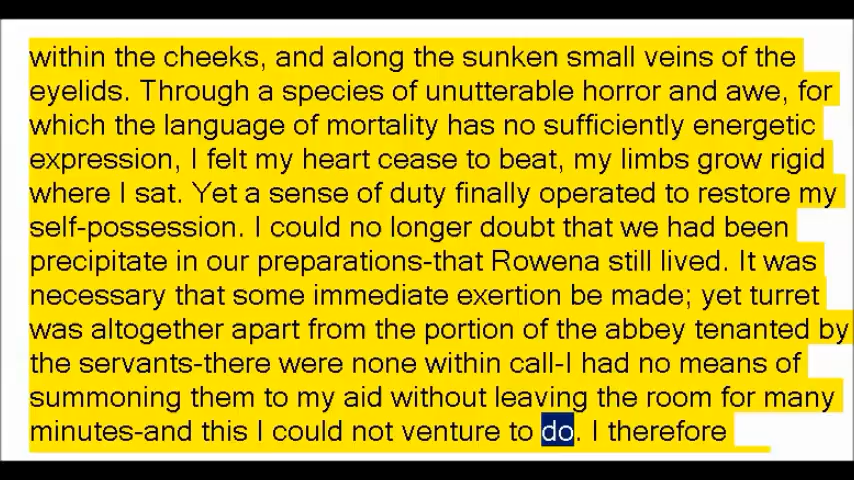 within the cheeks, and along the sunken small veins of the
eyelids. Through a species of unutterable horror and awe, for
which the language of mortality has no sufficiently energetic
expression, I felt my heart cease to beat, my limbs grow rigid
where I sat. Yet a sense of duty finally operated to restore my
self-possession. I could no longer doubt that we had been
precipitate in our preparations-that Rowena still lived. It was
necessary that some immediate exertion be made; yet turret
was altogether apart from the portion of the abbey tenanted by
the servants-there were none within call-I had no means of
summoning them to my aid without leaving the room for many
minutes-and this I could not venture to do. I therefore